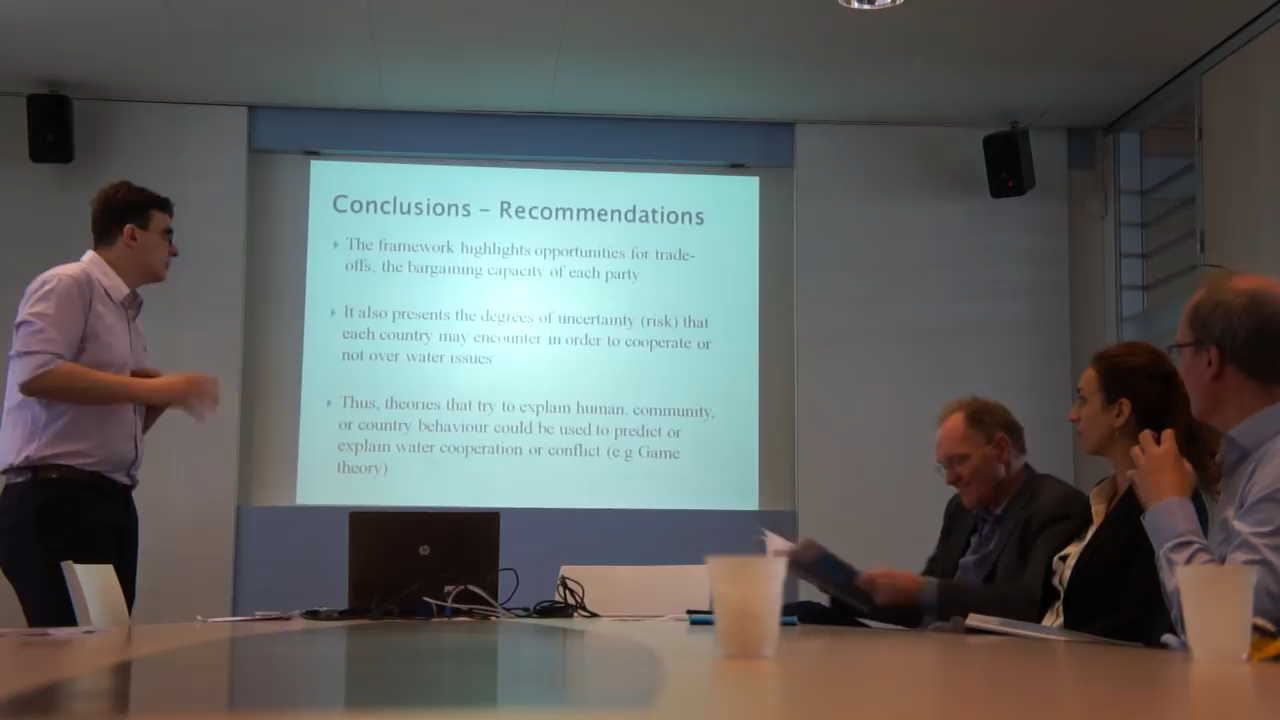 Conclusions – Recommendations
The framework highlights opportunities for trade-
offs, the bargaining capacity of each party
It also presents the degrees of uncertainty (risk) that
each country may encounter in order to cooperate or
not over water issues
Thus, theories that try to explain human, community,
or country behaviour could be used to predict or
explain water cooperation or conflict (e g Game
theory)
hp